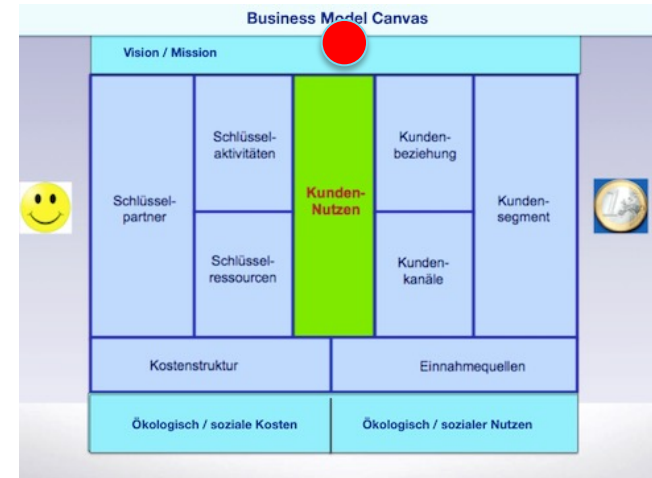 Business Model Canvas
Vision / Mission
Schlüssel-
partner
Schlüssel-
aktivitäten
Schlüssel-
ressourcen
Kunden-
Nutzen
Kunden-
beziehung
Kunden-
kanäle
Kunden-
segment
Kostenstruktur
Einnahmequellen
Ökologisch / soziale Kosten
Ökologisch / sozialer Nutzen